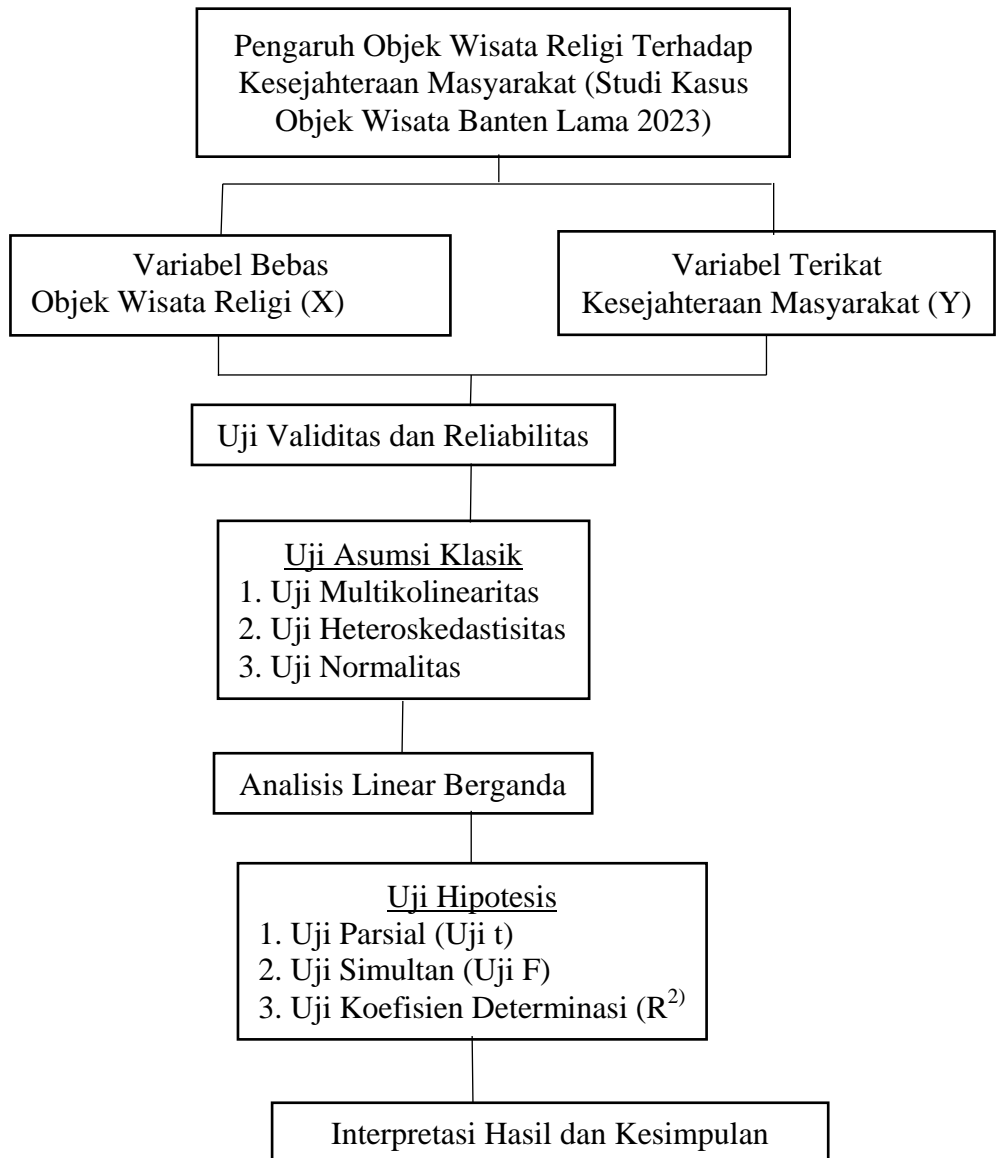 Pengaruh Objek Wisata Religi Terhadap
Kesejahteraan Masyarakat (Studi Kasus
Objek Wisata Banten Lama 2023)
Variabel Bebas
Objek Wisata Religi (X)
Variabel Terikat
Kesejahteraan Masyarakat (Y)
Uji Validitas dan Reliabilitas
Uji Asumsi Klasik
1. Uji Multikolinearitas
2. Uji Heteroskedastisitas
3. Uji Normalitas
Analisis Linear Berganda
Uji Hipotesis
1. Uji Parsial (Uji t)
2. Uji Simultan (Uji F)
3. Uji Koefisien Determinasi (R²⁾
Interpretasi Hasil dan Kesimpulan